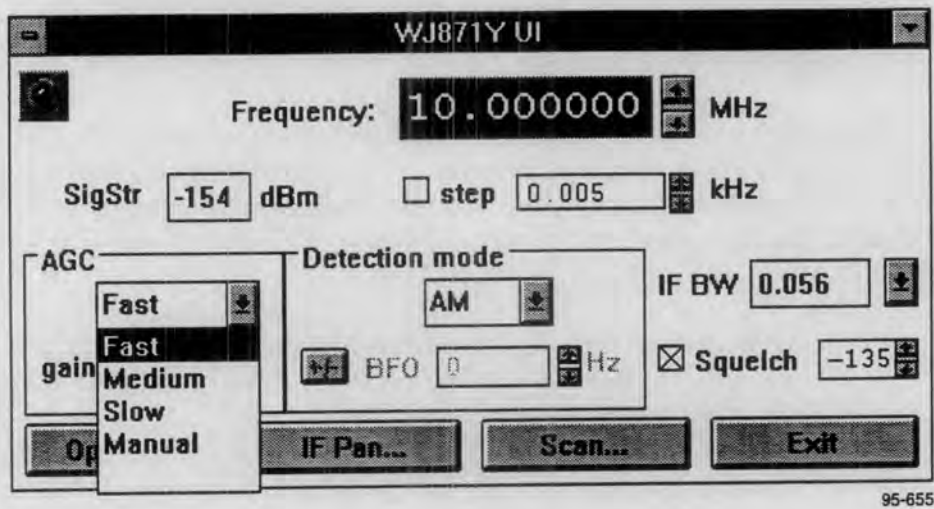 WJ871Y UI
Frequency: 10.000000 MHz
SigStr -154 dBm step 0.005 kHz
AGC
Fast
Fast
Medium
Slow
Manual
gain
Detection mode
AM
+/- BFO 0 Hz
IF BW 0.056
Squelch -135
Op
IF Pan...
Scan...
Exit
95-655